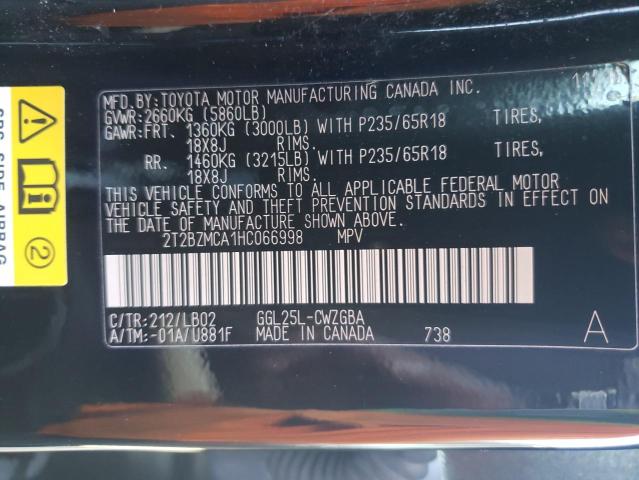 MFD.BY:TOYOTA MOTOR MANUFACTURING CANADA INC.
GVWR:2660KG (5860LB)
GAWR:FRT. 1360KG (3000LB) WITH P235/65R18 TIRES,
18X8J RIMS.
RR. 1460KG (3215LB) WITH P235/65R18 TIRES,
18X8J RIMS.
THIS VEHICLE CONFORMS TO ALL APPLICABLE FEDERAL MOTOR
VEHICLE SAFETY AND THEFT PREVENTION STANDARDS IN EFFECT ON
THE DATE OF MANUFACTURE SHOWN ABOVE.
2T2BZMCA1HC066998 MPV
C/TR:212/LB02 GGL25L-CWZGBA
A/TM:-01A/U881F MADE IN CANADA 738 A
SRS SIDE AIRBAG
2